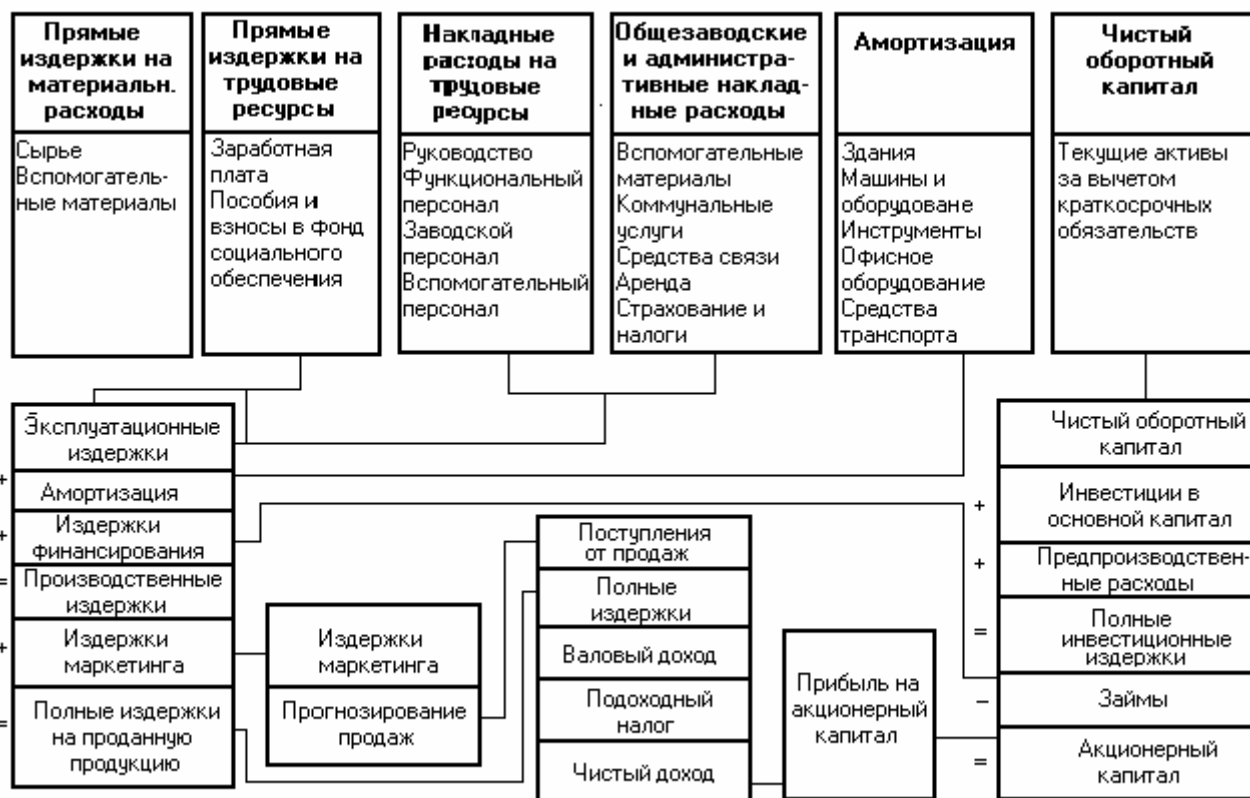 Прямые
издержки на
материальн.
расходы
Сырье
Вспомогатель-
ные материалы
Прямые
издержки на
трудовые
ресурсы
Заработная
плата
Пособия и
взносы в фонд
социального
обеспечения
Накладные
расходы на
трудовые
ресурсы
Руководство
Функциональный
персонал
Заводской
персонал
Вспомогательный
персонал
Общезаводские
и администра-
тивные наклад-
ные расходы
Вспомогательные
материалы
Коммунальные
услуги
Средства связи
Аренда
Страхование и
налоги
Амортизация
Здания
Машины и
оборудоване
Инструменты
Офисное
оборудование
Средства
транспорта
Чистый
оборотный
капитал
Текущие активы
за вычетом
краткосрочных
обязательств
Эксплуатационные
издержки
+ Амортизация
+ Издержки
финансирования
= Производственные
издержки
+ Издержки
маркетинга
= Полные издержки
на проданную
продукцию
Издержки
маркетинга
Прогнозирование
продаж
Поступления
от продаж
Полные
издержки
Валовый доход
Подоходный
налог
Чистый доход
Прибыль на
акционерный
капитал
Чистый оборотный
капитал
+ Инвестиции в
основной капитал
+ Предпроизводствен-
ные расходы
= Полные
инвестиционные
издержки
– Займы
= Акционерный
капитал